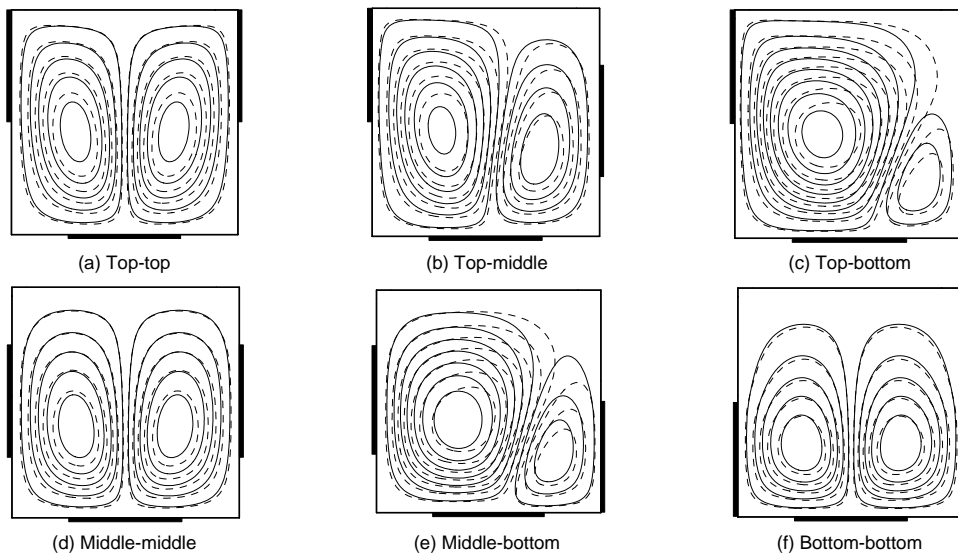 (a) Top-top
(b) Top-middle
(c) Top-bottom
(d) Middle-middle
(e) Middle-bottom
(f) Bottom-bottom